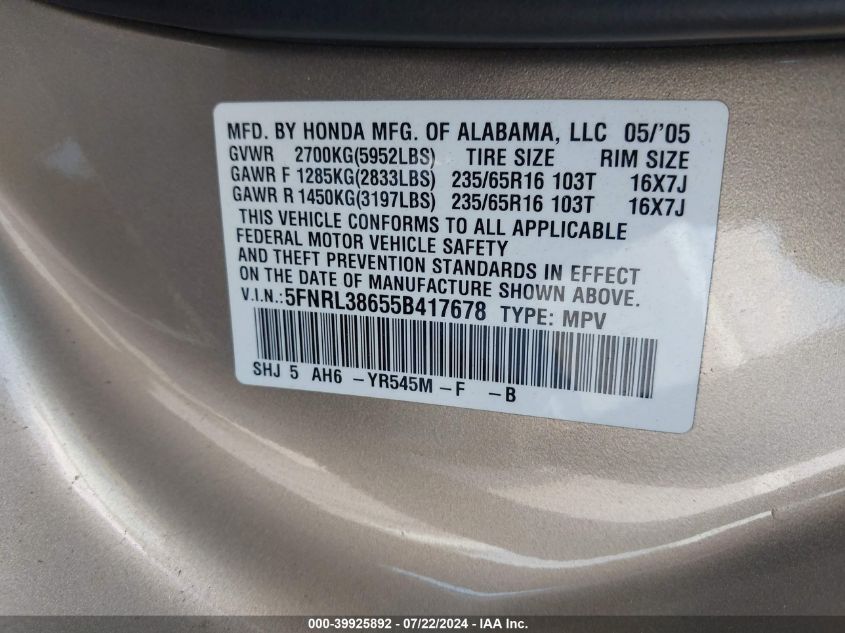 MFD. BY HONDA MFG. OF ALABAMA, LLC 05/'05
GVWR 2700KG(5952LBS) TIRE SIZE RIM SIZE
GAWR F 1285KG(2833LBS) 235/65R16 103T 16X7J
GAWR R 1450KG(3197LBS) 235/65R16 103T 16X7J
THIS VEHICLE CONFORMS TO ALL APPLICABLE
FEDERAL MOTOR VEHICLE SAFETY
AND THEFT PREVENTION STANDARDS IN EFFECT
ON THE DATE OF MANUFACTURE SHOWN ABOVE.
V.I.N.: 5FNRL38655B417678 TYPE: MPV
SHJ 5 AH6 -YR545M -F -B
000-39925892 - 07/22/2024 - IAA Inc.